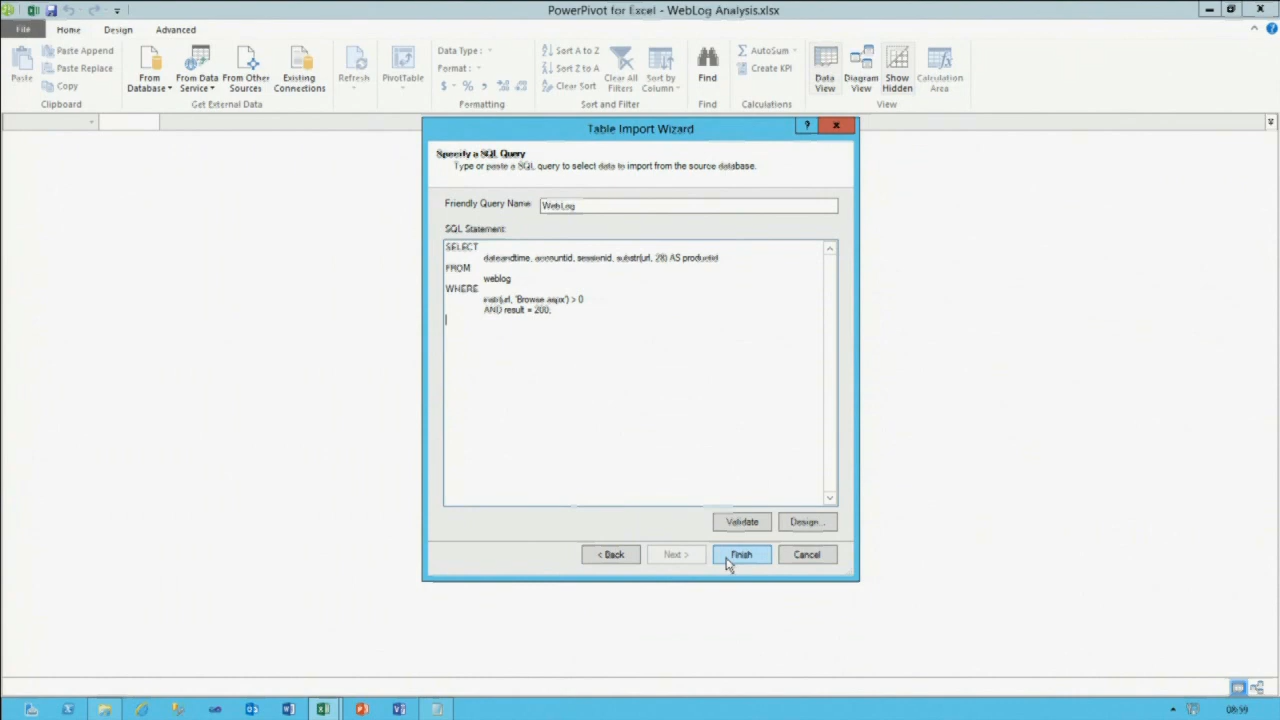 PowerPivot for Excel - WebLog Analysis.xlsx
File Home Design Advanced
Paste
Paste Append
Paste Replace
Copy
Clipboard
From Database
From Data Service
From Other Sources
Existing Connections
Get External Data
Refresh
PivotTable
Data Type :
Format :
$ % ,
Formatting
Sort A to Z
Sort Z to A
Clear Sort
Clear All Filters
Sort by Column
Sort and Filter
Find
Find
AutoSum
Create KPI
Calculations
Data View
Diagram View
Show Hidden
Calculation Area
View
Table Import Wizard
Specify a SQL Query
Type or paste a SQL query to select data to import from the source database.
Friendly Query Name: WebLog
SQL Statement:
SELECT
dateandtime, accountid, sessionid, substr(url, 28) AS productid
FROM
weblog
WHERE
instr(url, 'Browse.aspx') > 0
AND result = 200;
Validate Design...
< Back Next > Finish Cancel
08:59